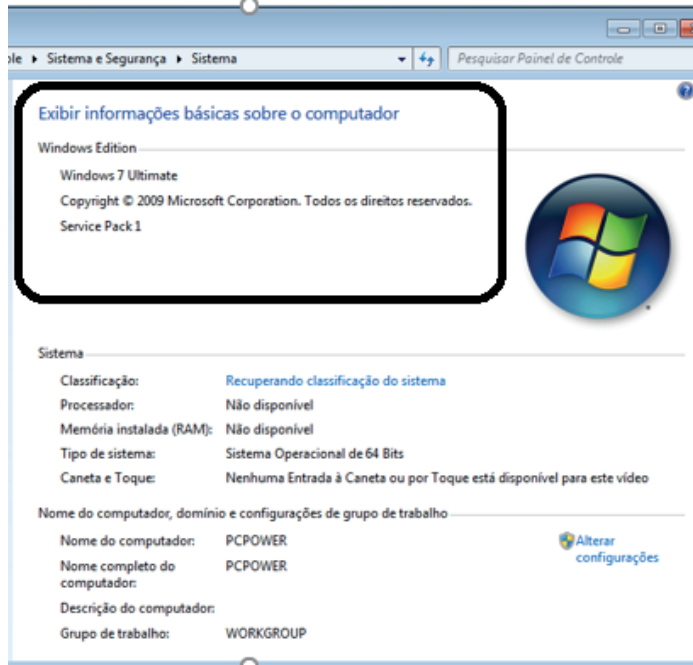 ole ▸ Sistema e Segurança ▸ Sistema
Pesquisar Painel de Controle
Exibir informações básicas sobre o computador
Windows Edition
Windows 7 Ultimate
Copyright © 2009 Microsoft Corporation. Todos os direitos reservados.
Service Pack 1
Sistema
Classificação: Recuperando classificação do sistema
Processador: Não disponível
Memória instalada (RAM): Não disponível
Tipo de sistema: Sistema Operacional de 64 Bits
Caneta e Toque: Nenhuma Entrada à Caneta ou por Toque está disponível para este vídeo
Nome do computador, domínio e configurações de grupo de trabalho
Nome do computador: PCPOWER
Alterar
configurações
Nome completo do PCPOWER
computador:
Descrição do computador:
Grupo de trabalho: WORKGROUP